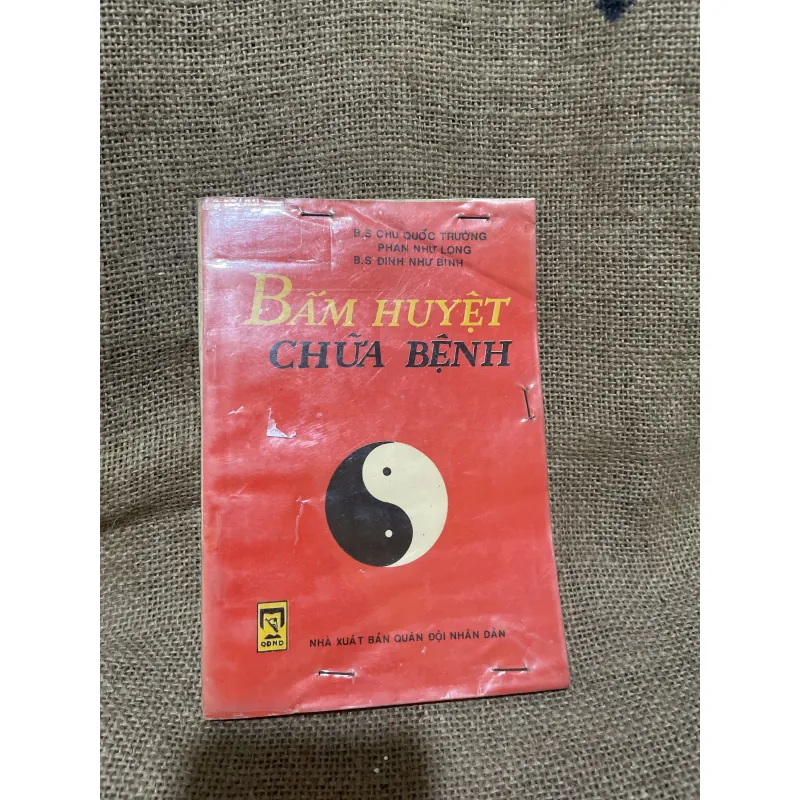 B.S CHU QUỐC TRƯỜNG
PHAN NHƯ LONG
B.S ĐINH NHƯ BÌNH
BẤM HUYỆT
CHỮA BỆNH
QĐND
NHÀ XUẤT BẢN QUÂN ĐỘI NHÂN DÂN